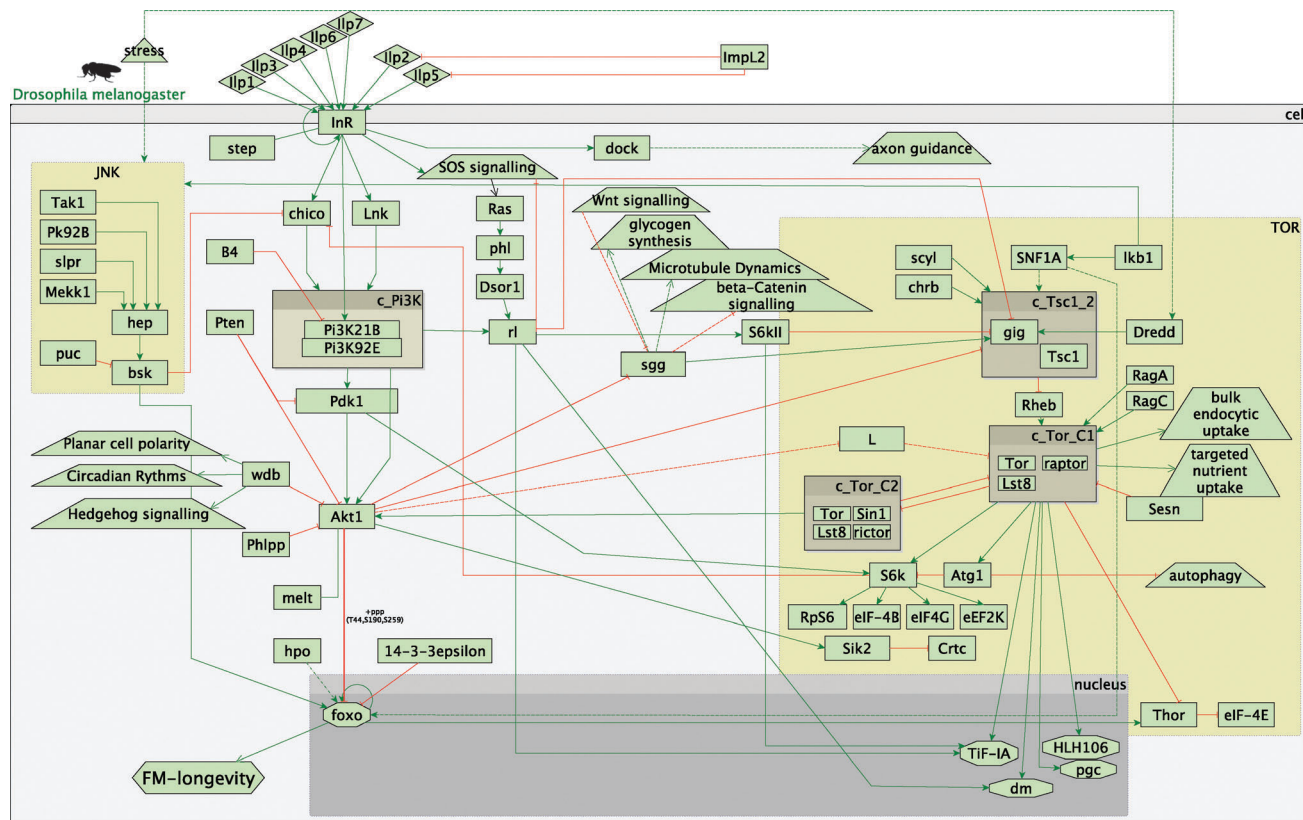 stress
Drosophila melanogaster
Ilp1
Ilp3
Ilp4
Ilp6
Ilp7
Ilp2
Ilp5
ImpL2
cel
InR
step
dock
axon guidance
SOS signalling
JNK
Tak1
Pk92B
slpr
Mekk1
hep
puc
bsk
chico
Lnk
Ras
phl
Dsor1
rl
B4
Pten
c_Pi3K
Pi3K21B
Pi3K92E
Pdk1
Wnt signalling
glycogen
synthesis
Microtubule Dynamics
beta-Catenin
signalling
S6kII
sgg
TOR
scyl
chrb
SNF1A
lkb1
c_Tsc1_2
gig
Tsc1
Dredd
Rheb
RagA
RagC
bulk
endocytic
uptake
targeted
nutrient
uptake
L
c_Tor_C1
Tor
raptor
Lst8
Sesn
c_Tor_C2
Tor
Sin1
Lst8
rictor
Planar cell polarity
Circadian Rythms
Hedgehog signalling
wdb
Phlpp
Akt1
melt
+ppp
(T44,S190,S259)
S6k
Atg1
autophagy
RpS6
eIF-4B
eIF4G
eEF2K
Sik2
Crtc
hpo
14-3-3epsilon
nucleus
foxo
Thor
eIF-4E
FM-longevity
TiF-IA
HLH106
pgc
dm